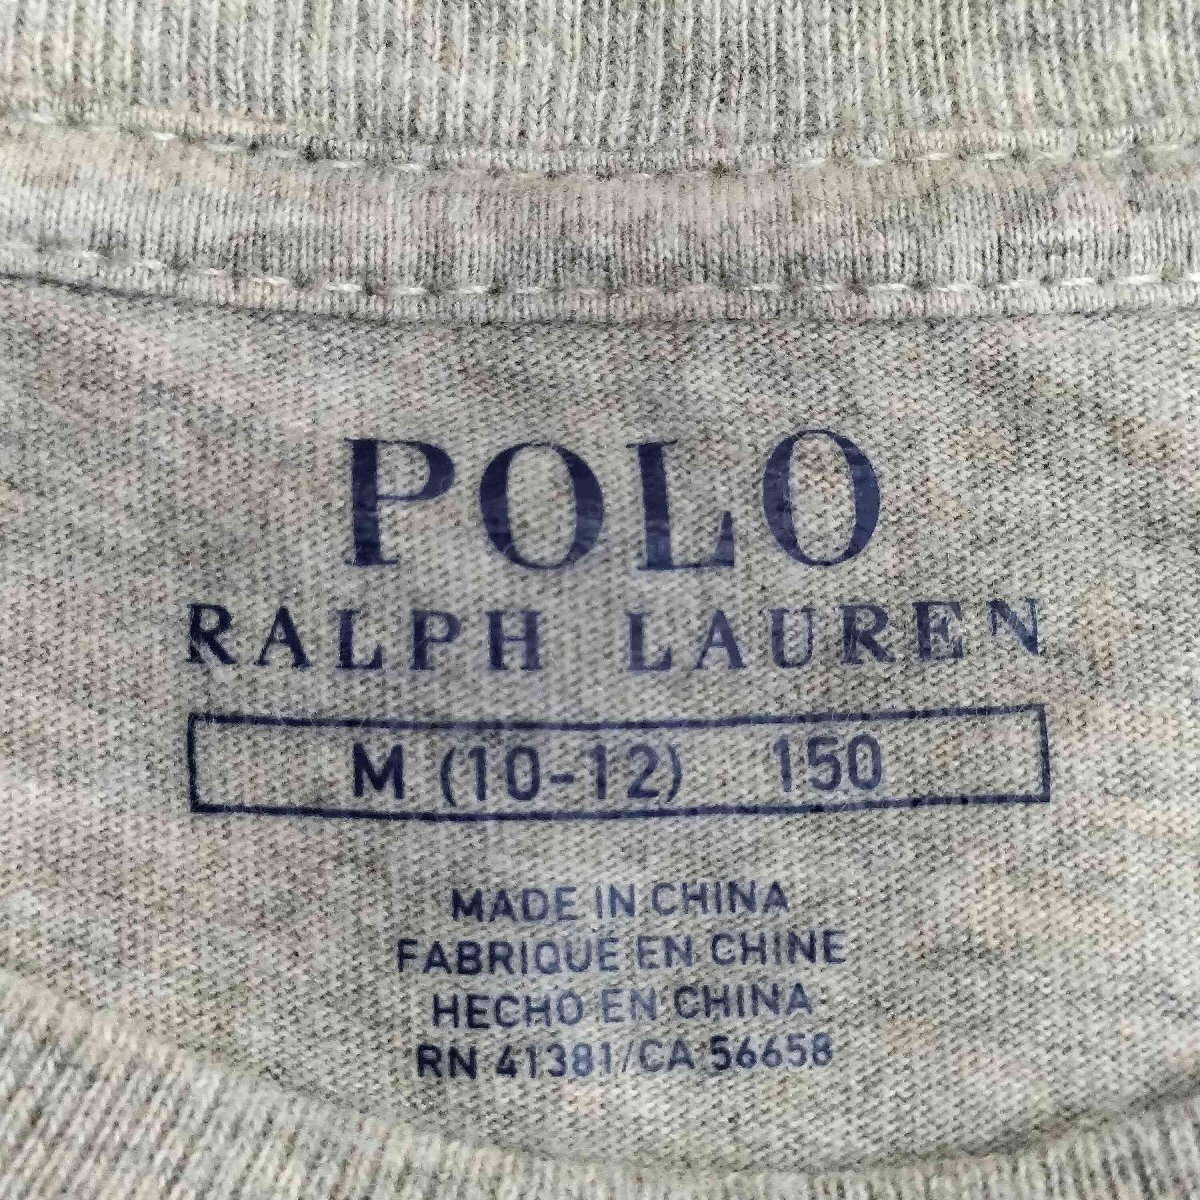 POLO
RALPH LAUREN
M (10-12) 150
MADE IN CHINA
FABRIQUÉ EN CHINE
HECHO EN CHINA
RN 41381/CA 56658